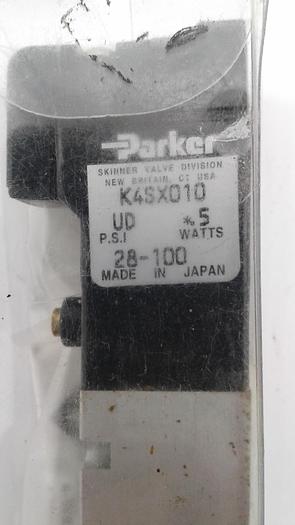 Parker
SKINNER VALVE DIVISION
NEW BRITAIN, CT USA
K4SX010
UD *.5
P.S.I WATTS
28-100
MADE IN JAPAN